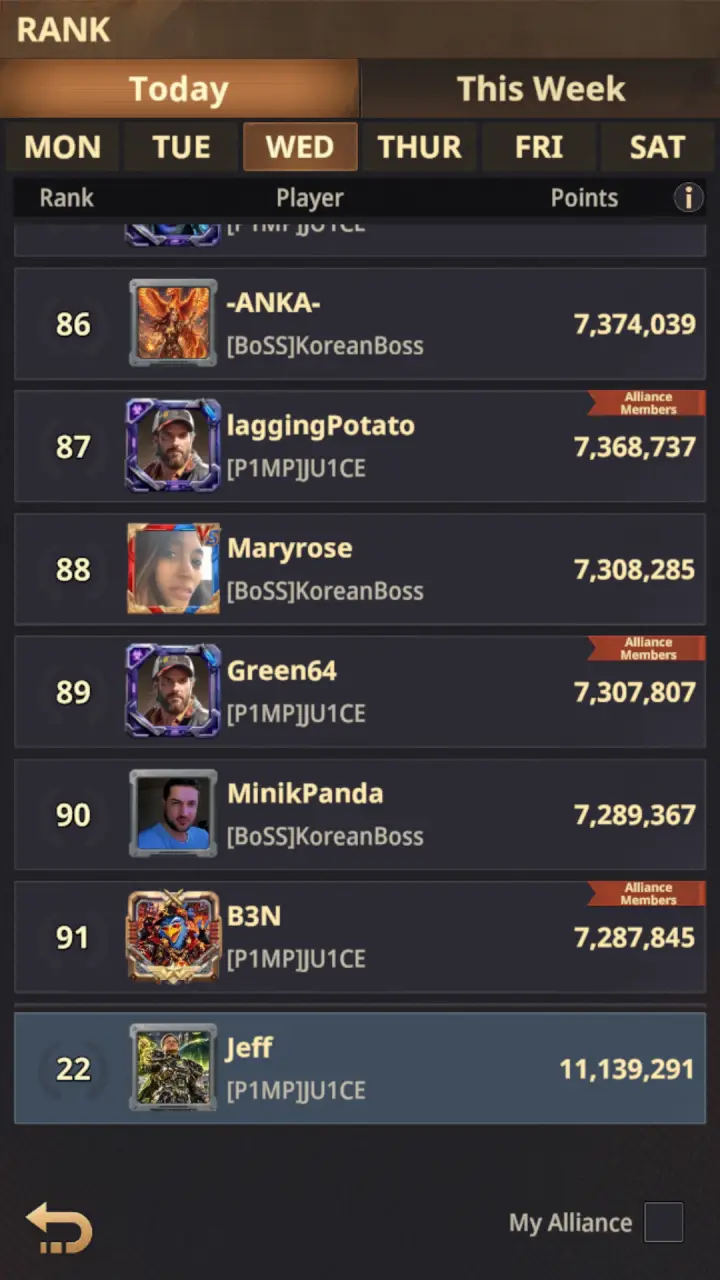 RANK
Today
This Week
MON
TUE
WED
THUR
FRI
SAT
Rank
Player
Points
[P1MP]JU1CE
86
-ANKA-
[BoSS]KoreanBoss
7,374,039
Alliance
Members
87
laggingPotato
[P1MP]JU1CE
7,368,737
88
Maryrose
[BoSS]KoreanBoss
7,308,285
Alliance
Members
89
Green64
[P1MP]JU1CE
7,307,807
90
MinikPanda
[BoSS]KoreanBoss
7,289,367
Alliance
Members
91
B3N
[P1MP]JU1CE
7,287,845
22
Jeff
[P1MP]JU1CE
11,139,291
My Alliance